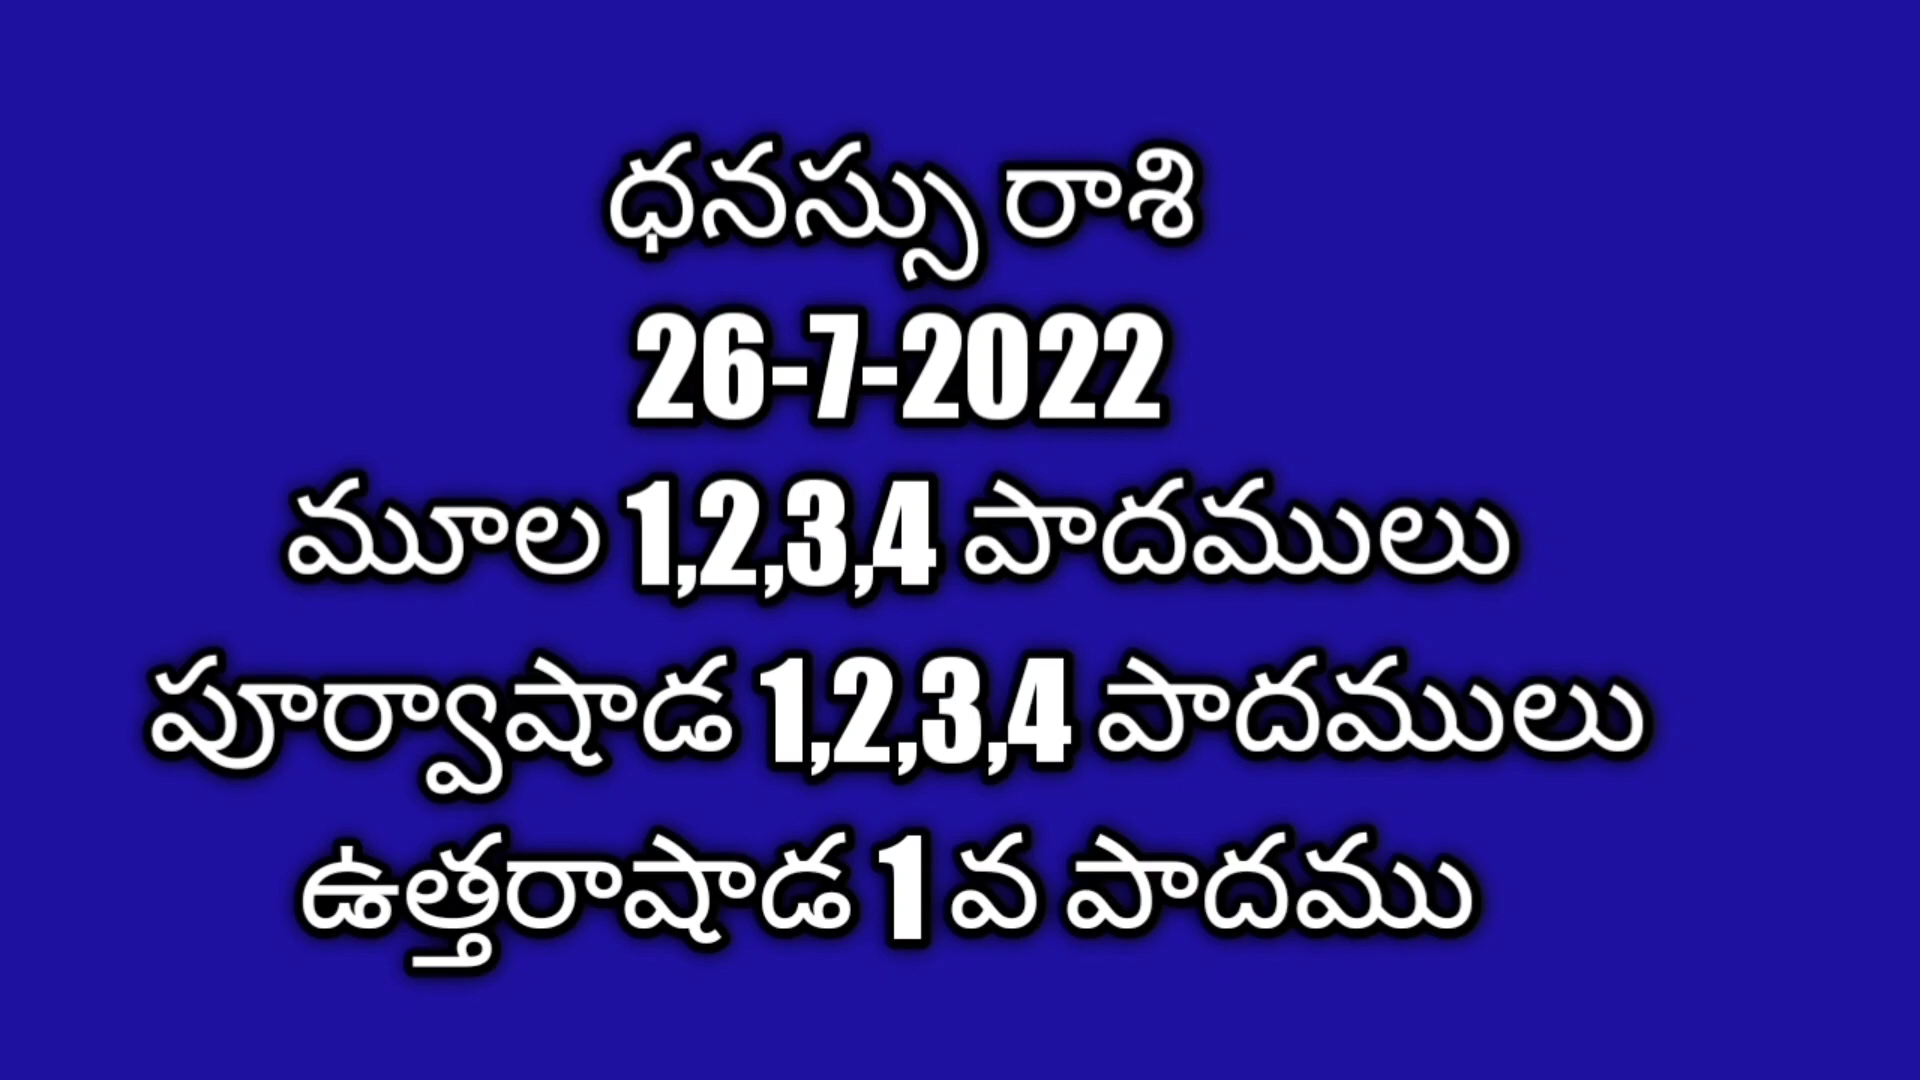 ధనస్సు రాశి
26-7-2022
మూల 1,2,3,4 పాదములు
పూర్వాషాడ 1,2,3,4 పాదములు
ఉత్తరాషాడ 1 వ పాదము